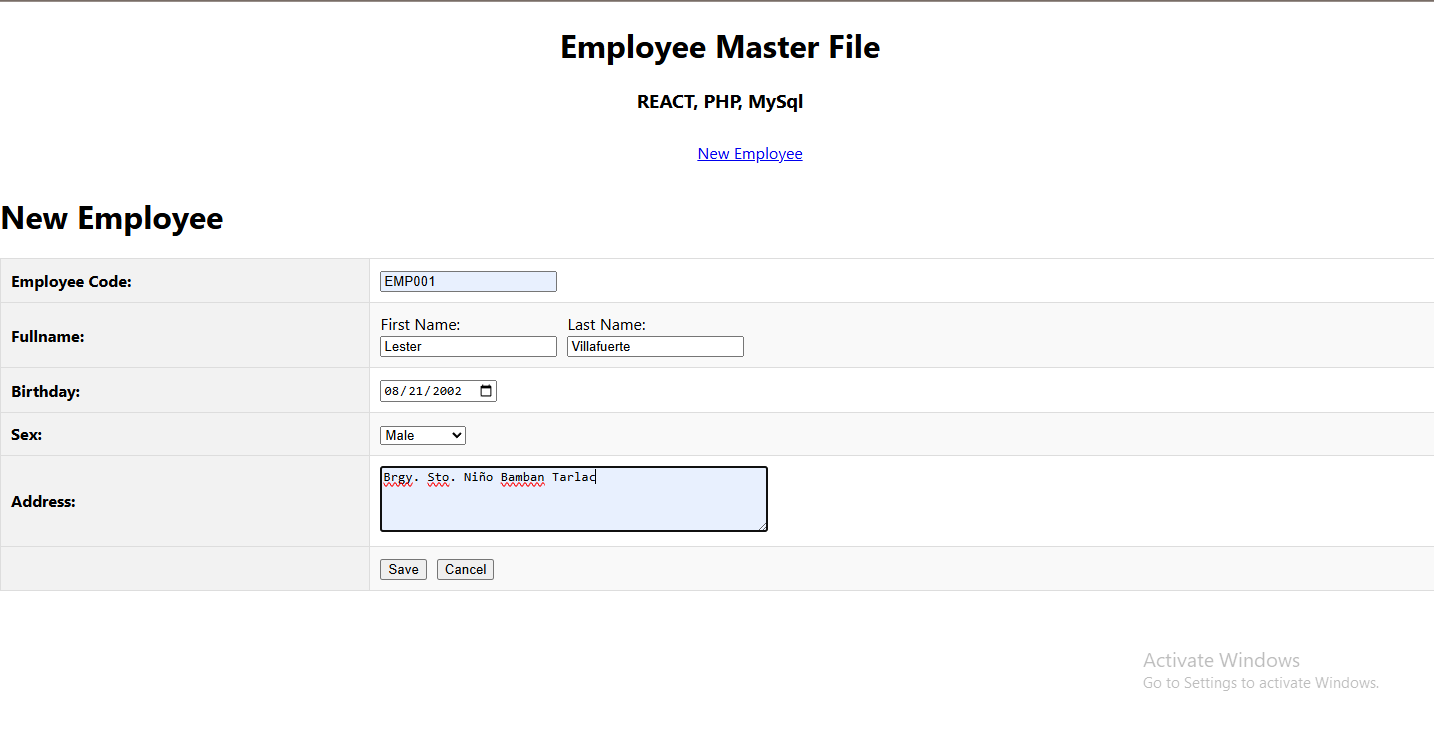 Employee Master File
REACT, PHP, MySql
New Employee
New Employee
Employee Code:
EMP001
Fullname:
First Name: Last Name:
Lester Villafuerte
Birthday:
08/21/2002
Sex:
Male
Address:
Brgy. Sto. Niño Bamban Tarlac
Save Cancel
Activate Windows
Go to Settings to activate Windows.